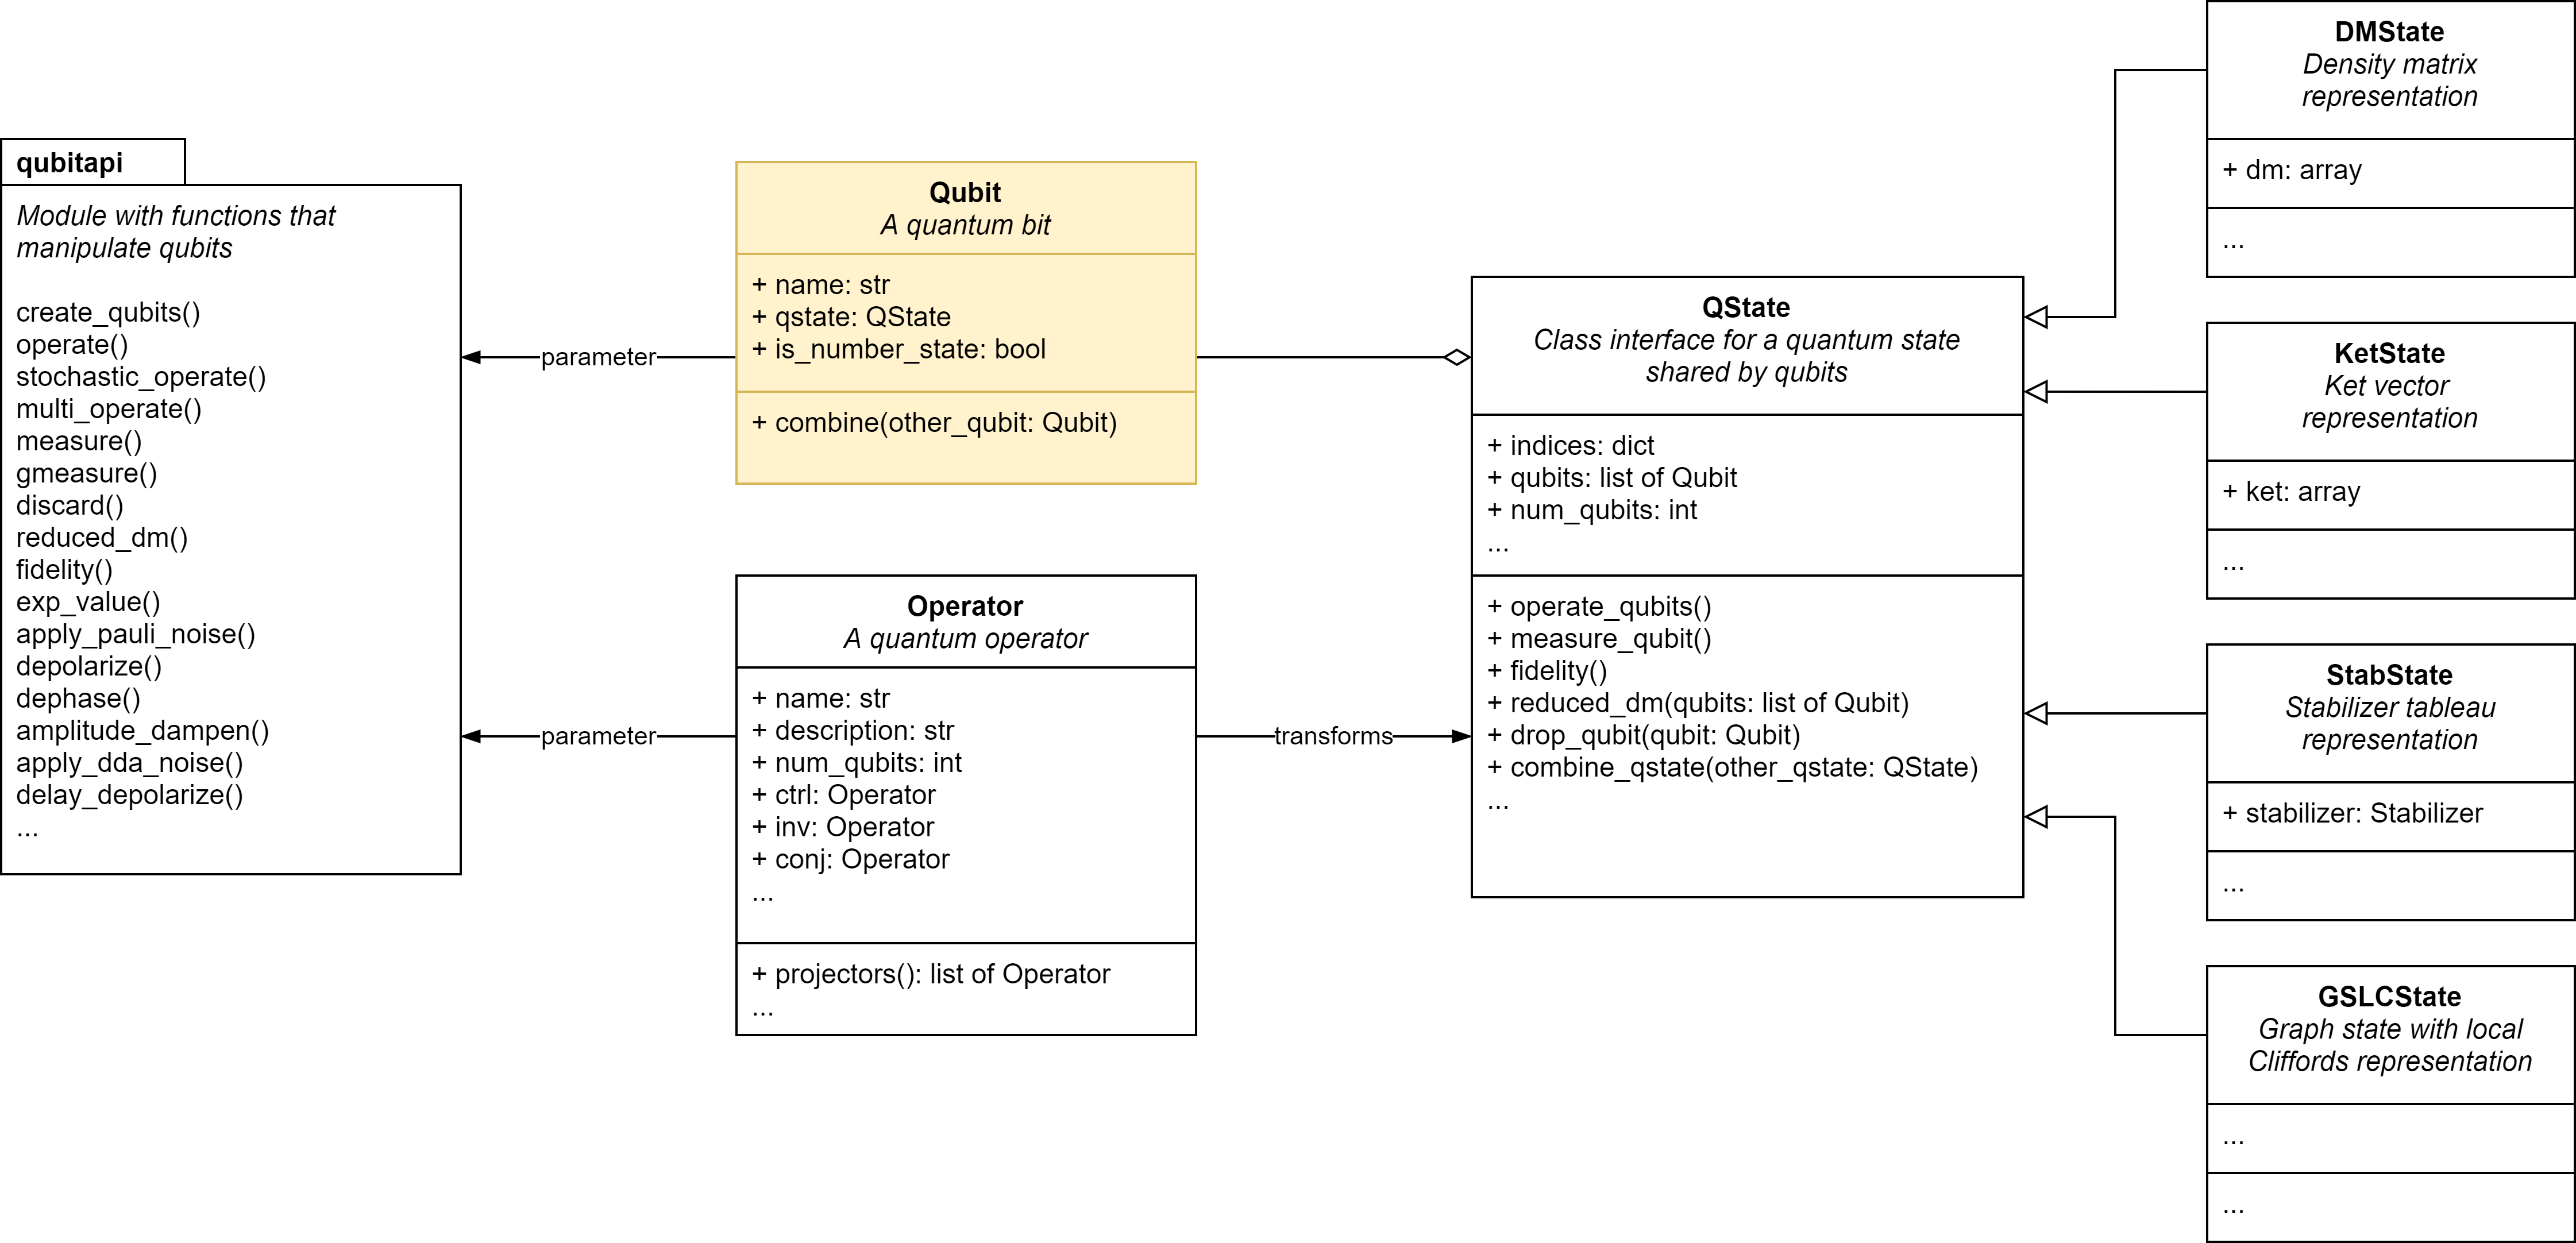 qubitapi
Module with functions that
manipulate qubits
create_qubits()
operate()
stochastic_operate()
multi_operate()
measure()
gmeasure()
discard()
reduced_dm()
fidelity()
exp_value()
apply_pauli_noise()
depolarize()
dephase()
amplitude_dampen()
apply_dda_noise()
delay_depolarize()
...
parameter
parameter
Qubit
A quantum bit
+ name: str
+ qstate: QState
+ is_number_state: bool
+ combine(other_qubit: Qubit)
Operator
A quantum operator
+ name: str
+ description: str
+ num_qubits: int
+ ctrl: Operator
+ inv: Operator
+ conj: Operator
...
+ projectors(): list of Operator
...
transforms
QState
Class interface for a quantum state
shared by qubits
+ indices: dict
+ qubits: list of Qubit
+ num_qubits: int
...
+ operate_qubits()
+ measure_qubit()
+ fidelity()
+ reduced_dm(qubits: list of Qubit)
+ drop_qubit(qubit: Qubit)
+ combine_qstate(other_qstate: QState)
...
DMState
Density matrix
representation
+ dm: array
...
KetState
Ket vector
representation
+ ket: array
...
StabState
Stabilizer tableau
representation
+ stabilizer: Stabilizer
...
GSLCState
Graph state with local
Cliffords representation
...
...